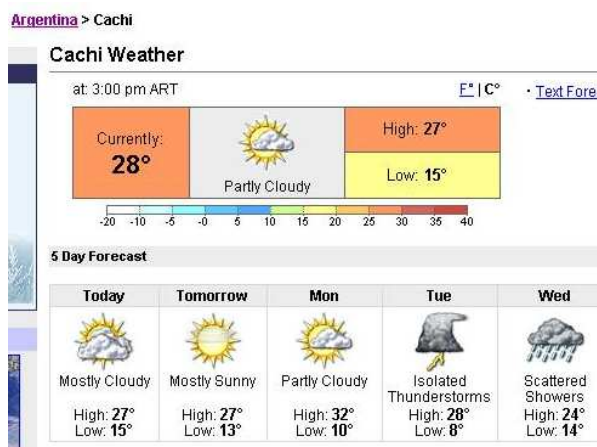 Argentina > Cachi
Cachi Weather
at: 3:00 pm ART
F° | C°
· Text Fore
Currently:
28°
Partly Cloudy
High: 27°
Low: 15°
-20 -10 -5 -0 5 10 15 20 25 30 35 40
5 Day Forecast
Today Tomorrow Mon Tue Wed
Mostly Cloudy Mostly Sunny Partly Cloudy Isolated Thunderstorms Scattered Showers
High: 27° High: 27° High: 32° High: 28° High: 24°
Low: 15° Low: 13° Low: 10° Low: 8° Low: 14°